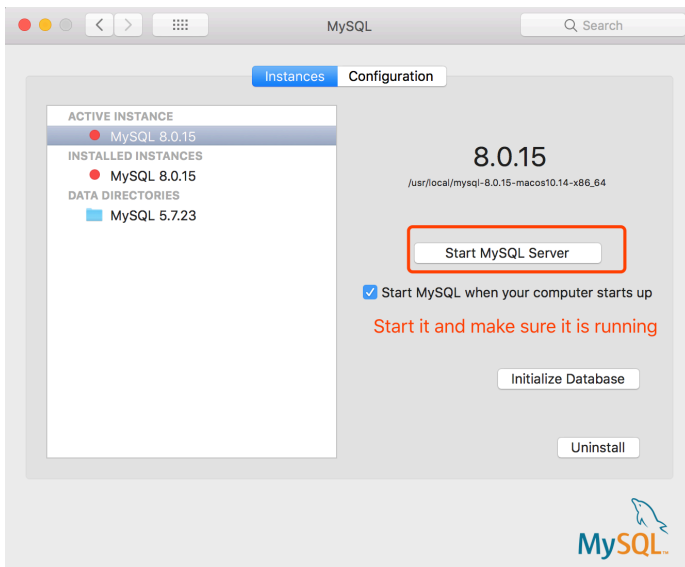 MySQL
Search
Instances
Configuration
ACTIVE INSTANCE
MySQL 8.0.15
INSTALLED INSTANCES
MySQL 8.0.15
DATA DIRECTORIES
MySQL 5.7.23
8.0.15
/usr/local/mysql-8.0.15-macos10.14-x86_64
Start MySQL Server
Start MySQL when your computer starts up
Start it and make sure it is running
Initialize Database
Uninstall
MySQL™